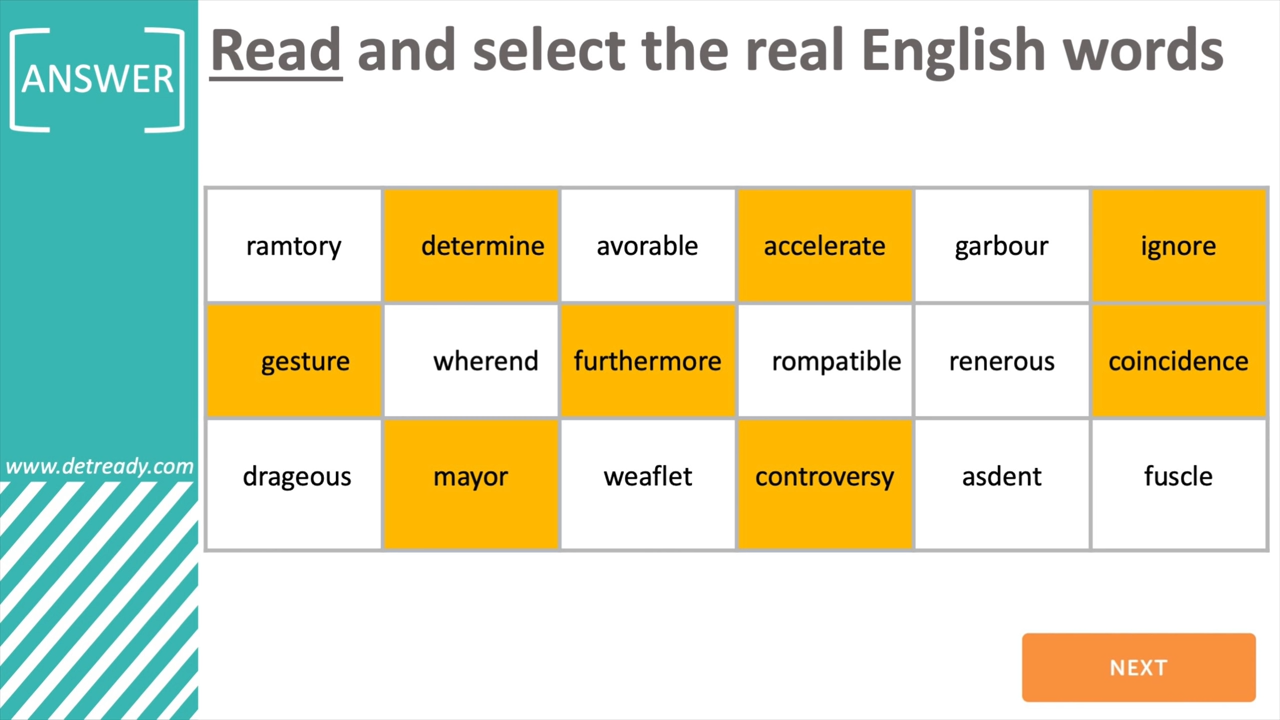 Read and select the real English words
[ANSWER]
ramtory determine avorable accelerate garbour ignore
gesture wherend furthermore rompatible renerous coincidence
drageous mayor weaflet controversy asdent fuscle
www.detready.com
NEXT